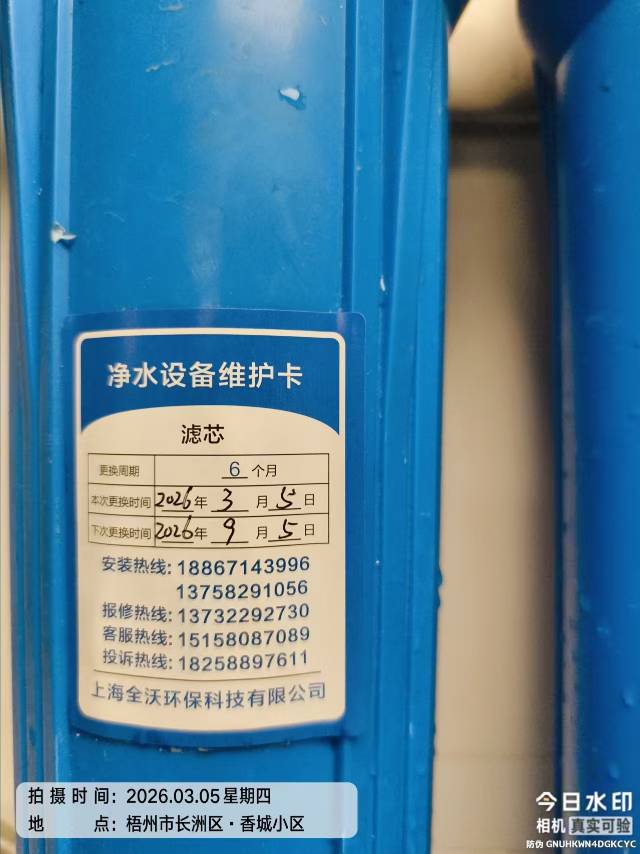 净水设备维护卡
滤芯
更换周期 6 个月
本次更换时间 2026年 3 月 5 日
下次更换时间 2026年 9 月 5 日
安装热线: 18867143996
13758291056
报修热线: 13732292730
客服热线: 15158087089
投诉热线: 18258897611
上海全沃环保科技有限公司
拍摄时间: 2026.03.05 星期四
地点: 梧州市长洲区·香城小区
今日水印
相机 真实可验
防伪 GNUHKWN4DGKCYC